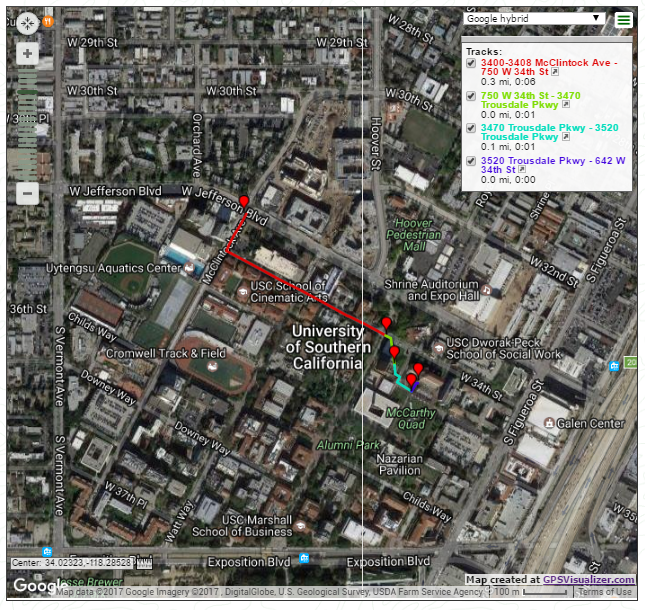 W 29th St
W 29th St
W 28th St
Google hybrid
Tracks:
3400-3408 McClintock Ave -
750 W 34th St
0.3 mi, 0:06
750 W 34th St - 3470
Trousdale Pkwy
0.0 mi, 0:01
3470 Trousdale Pkwy - 3520
Trousdale Pkwy
0.1 mi, 0:01
3520 Trousdale Pkwy - 642 W
34th St
0.0 mi, 0:00
W 30th St
W 30th St
W 30th St
Orchard Ave
Hoover St
W Jefferson Blvd
W Jefferson Blvd
McClintock Ave
Hoover
Pedestrian
Mall
W 32nd St
S Figueroa St
Uytengsu Aquatics Center
USC School of
Cinematic Arts
Shrine Auditorium
and Expo Hall
36th St
Childs Way
University
of Southern
California
USC Dworak-Peck
School of Social Work
Cromwell Track & Field
S Vermont Ave
Downey Way
W 34th St
S Figueroa St
McCarthy
Quad
Galen Center
Downey Way
Alumni Park
Nazarian
Pavilion
S Vermont Ave
W 37th Pl
Watt Way
Childs Way
USC Marshall
School of Business
W 35th
Center: 34.02323,-118.28528
Exposition Blvd
Exposition Blvd
Map created at GPSVisualizer.com
Google
Map data ©2017 Google Imagery ©2017 , DigitalGlobe, U.S. Geological Survey, USDA Farm Service Agency
100 m
Terms of Use